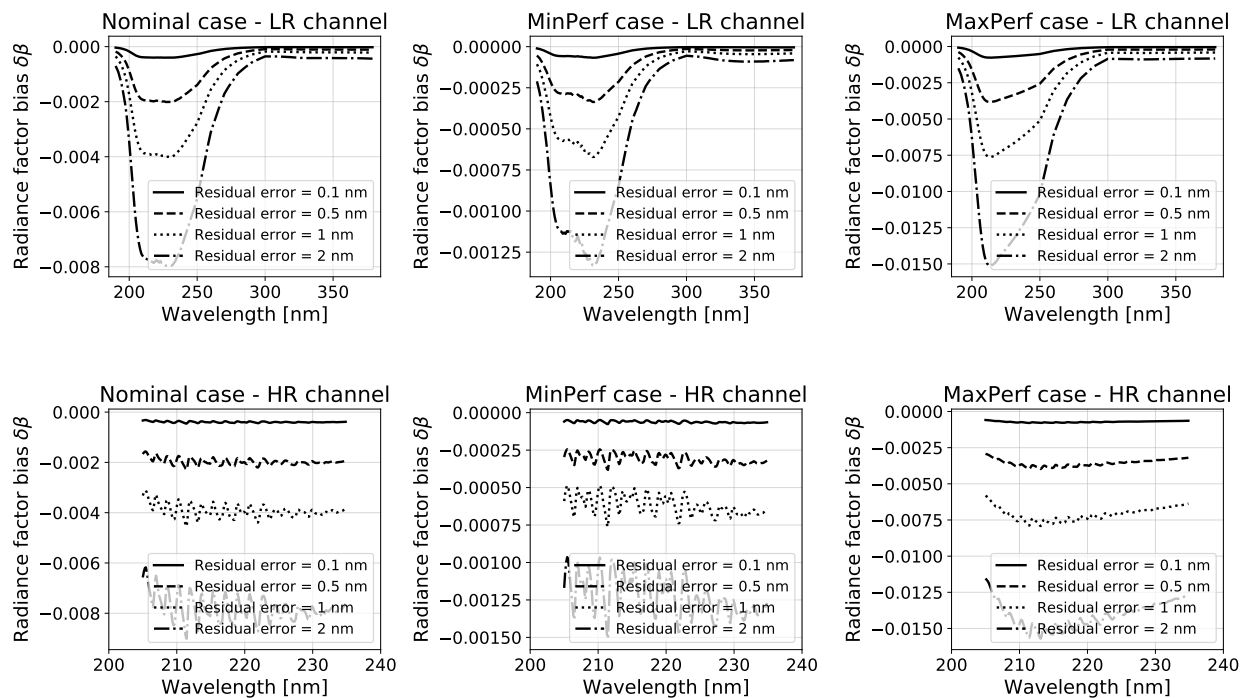 Nominal case - LR channel
Radiance factor bias δβ
0.000
−0.002
−0.004
−0.006
−0.008
Residual error = 0.1 nm
Residual error = 0.5 nm
Residual error = 1 nm
Residual error = 2 nm
200 250 300 350
Wavelength [nm]
MinPerf case - LR channel
Radiance factor bias δβ
0.00000
−0.00025
−0.00050
−0.00075
−0.00100
−0.00125
Residual error = 0.1 nm
Residual error = 0.5 nm
Residual error = 1 nm
Residual error = 2 nm
200 250 300 350
Wavelength [nm]
MaxPerf case - LR channel
Radiance factor bias δβ
0.0000
−0.0025
−0.0050
−0.0075
−0.0100
−0.0125
−0.0150
Residual error = 0.1 nm
Residual error = 0.5 nm
Residual error = 1 nm
Residual error = 2 nm
200 250 300 350
Wavelength [nm]
Nominal case - HR channel
Radiance factor bias δβ
0.000
−0.002
−0.004
−0.006
−0.008
Residual error = 0.1 nm
Residual error = 0.5 nm
Residual error = 1 nm
Residual error = 2 nm
200 210 220 230 240
Wavelength [nm]
MinPerf case - HR channel
Radiance factor bias δβ
0.00000
−0.00025
−0.00050
−0.00075
−0.00100
−0.00125
−0.00150
Residual error = 0.1 nm
Residual error = 0.5 nm
Residual error = 1 nm
Residual error = 2 nm
200 210 220 230 240
Wavelength [nm]
MaxPerf case - HR channel
Radiance factor bias δβ
0.0000
−0.0025
−0.0050
−0.0075
−0.0100
−0.0125
−0.0150
Residual error = 0.1 nm
Residual error = 0.5 nm
Residual error = 1 nm
Residual error = 2 nm
200 210 220 230 240
Wavelength [nm]